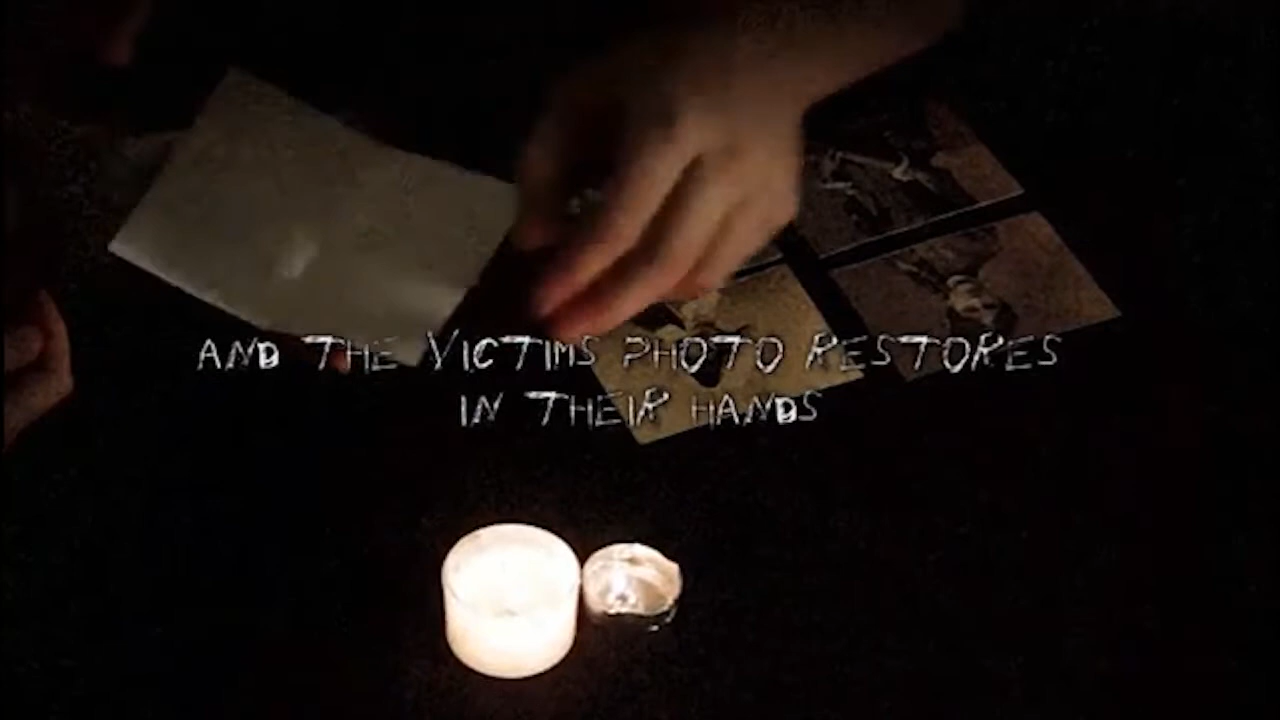 AND THE VICTIMS PHOTO RESTORES
IN THEIR HANDS